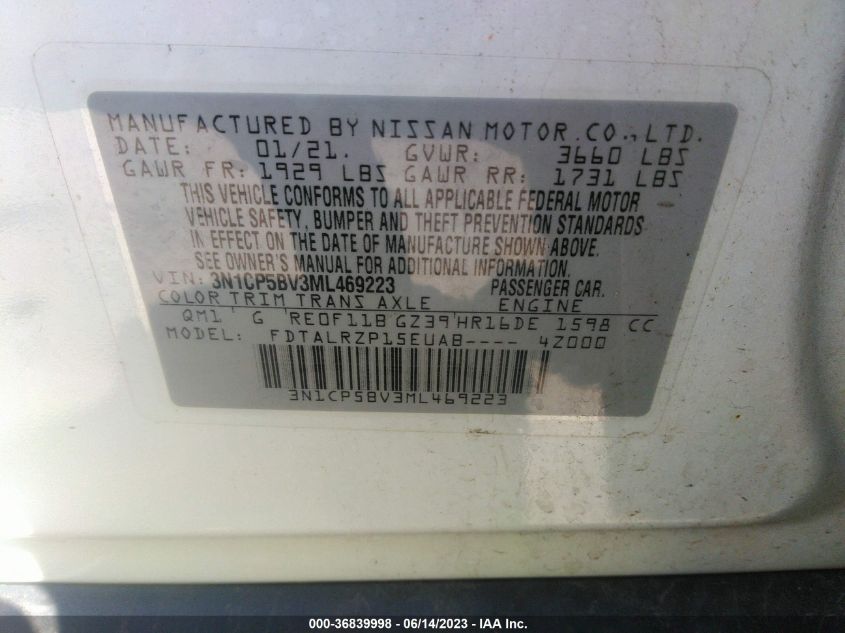 MANUFACTURED BY NISSAN MOTOR.CO.,LTD.
DATE: 01/21. GVWR: 3660 LBS
GAWR FR: 1929 LBS GAWR RR: 1731 LBS
THIS VEHICLE CONFORMS TO ALL APPLICABLE FEDERAL MOTOR
VEHICLE SAFETY, BUMPER AND THEFT PREVENTION STANDARDS
IN EFFECT ON THE DATE OF MANUFACTURE SHOWN ABOVE.
SEE OWNER'S MANUAL FOR ADDITIONAL INFORMATION.
VIN: 3N1CP5BV3ML469223 PASSENGER CAR.
COLOR TRIM TRANS AXLE ENGINE
QM1 G RE0F11B GZ39 HR16DE 1598 CC
MODEL: FDTALRZP15EUAB---- 4Z000
3N1CP5BV3ML469223
000-36839998 - 06/14/2023 - IAA Inc.